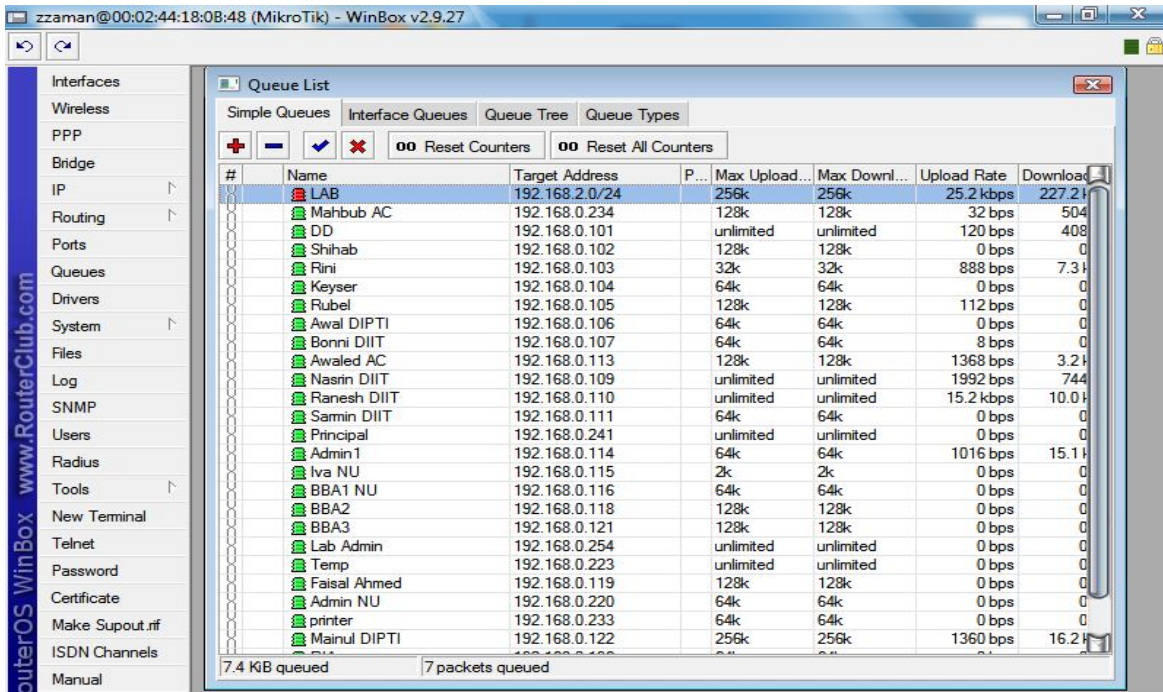 zzaman@00:02:44:18:0B:48 (MikroTik) - WinBox v2.9.27
Interfaces
Wireless
PPP
Bridge
IP
Routing
Ports
Queues
Drivers
System
Files
Log
SNMP
Users
Radius
Tools
New Terminal
Telnet
Password
Certificate
Make Supout.rif
ISDN Channels
Manual
outerOS WinBox www.RouterClub.com
Queue List
Simple Queues Interface Queues Queue Tree Queue Types
00 Reset Counters 00 Reset All Counters
# Name Target Address P... Max Upload... Max Downl... Upload Rate Download
LAB 192.168.2.0/24 256k 256k 25.2 kbps 227.2
Mahbub AC 192.168.0.234 128k 128k 32 bps 504
DD 192.168.0.101 unlimited unlimited 120 bps 408
Shihab 192.168.0.102 128k 128k 0 bps 0
Rini 192.168.0.103 32k 32k 888 bps 7.3
Keyser 192.168.0.104 64k 64k 0 bps 0
Rubel 192.168.0.105 128k 128k 112 bps 0
Awal DIPTI 192.168.0.106 64k 64k 0 bps 0
Bonni DIIT 192.168.0.107 64k 64k 8 bps 0
Awaled AC 192.168.0.113 128k 128k 1368 bps 3.2
Nasrin DIIT 192.168.0.109 unlimited unlimited 1992 bps 744
Ranesh DIIT 192.168.0.110 unlimited unlimited 15.2 kbps 10.0
Sarmin DIIT 192.168.0.111 64k 64k 0 bps 0
Principal 192.168.0.241 unlimited unlimited 0 bps 0
Admin1 192.168.0.114 64k 64k 1016 bps 15.1
Iva NU 192.168.0.115 2k 2k 0 bps 0
BBA1 NU 192.168.0.116 64k 64k 0 bps 0
BBA2 192.168.0.118 128k 128k 0 bps 0
BBA3 192.168.0.121 128k 128k 0 bps 0
Lab Admin 192.168.0.254 unlimited unlimited 0 bps 0
Temp 192.168.0.223 unlimited unlimited 0 bps 0
Faisal Ahmed 192.168.0.119 128k 128k 0 bps 0
Admin NU 192.168.0.220 64k 64k 0 bps 0
printer 192.168.0.233 64k 64k 0 bps 0
Mainul DIPTI 192.168.0.122 256k 256k 1360 bps 16.2
7.4 KiB queued 7 packets queued